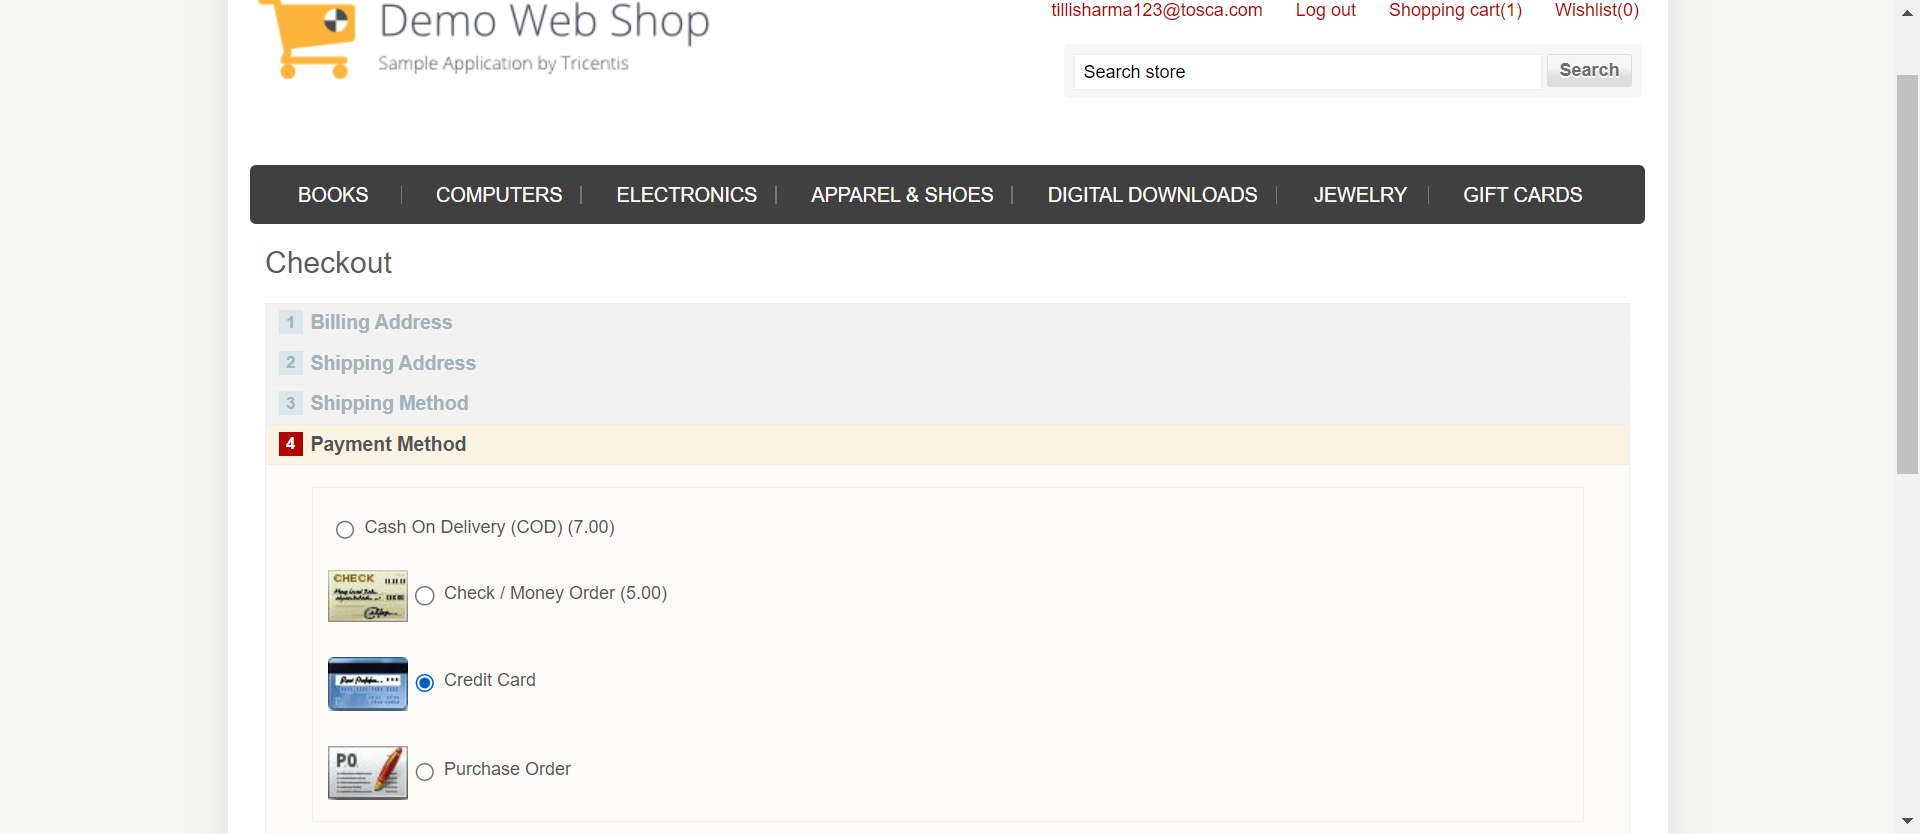 Demo Web Shop
Sample Application by Tricentis
tillisharma123@tosca.com Log out Shopping cart(1) Wishlist(0)
Search store Search
BOOKS COMPUTERS ELECTRONICS APPAREL & SHOES DIGITAL DOWNLOADS JEWELRY GIFT CARDS
Checkout
1 Billing Address
2 Shipping Address
3 Shipping Method
4 Payment Method
Cash On Delivery (COD) (7.00)
CHECK
Check / Money Order (5.00)
Credit Card
P.O.
Purchase Order